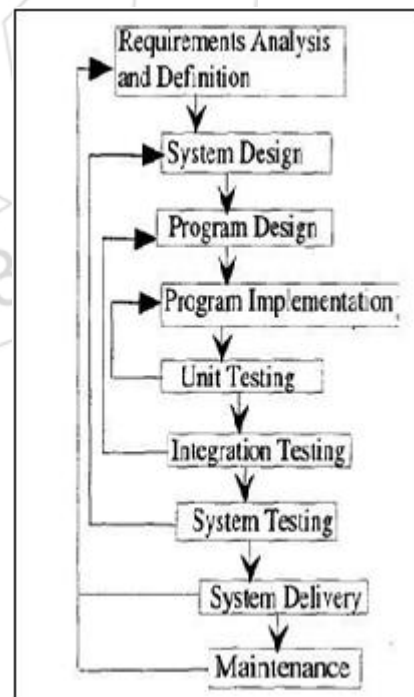 Requirements Analysis
and Definition
System Design
Program Design
Program Implementation
Unit Testing
Integration Testing
System Testing
System Delivery
Maintenance